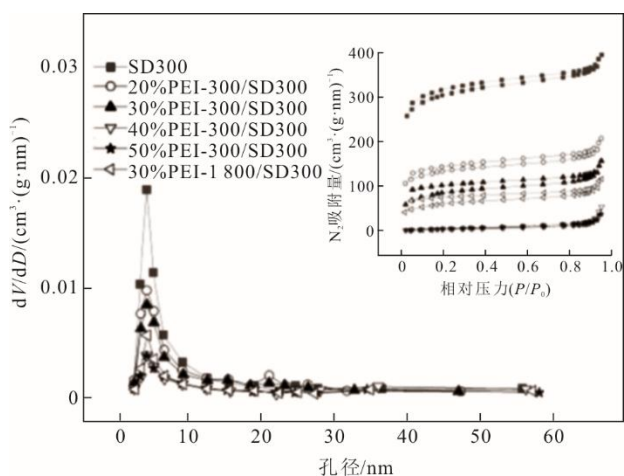 0.03
0.02
0.01
0
dV/dD/(cm³·(g·nm)⁻¹)
SD300
20%PEI-300/SD300
30%PEI-300/SD300
40%PEI-300/SD300
50%PEI-300/SD300
30%PEI-1 800/SD300
400
300
200
100
0
N₂吸附量/(cm³·(g·nm)⁻¹)
0 0.2 0.4 0.6 0.8 1.0
相对压力(P/P₀)
0 10 20 30 40 50 60
孔径/nm